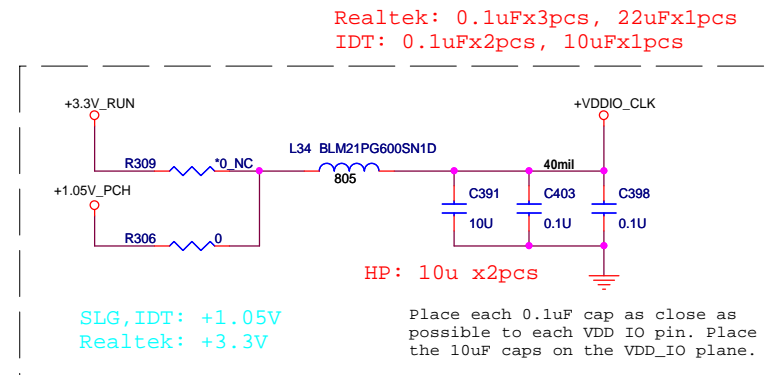 Realtek: 0.1uFx3pcs, 22uFx1pcs
IDT: 0.1uFx2pcs, 10uFx1pcs
+3.3V_RUN
+VDDIO_CLK
R309
*0_NC
L34 BLM21PG600SN1D
805
40mil
+1.05V_PCH
R306
0
C391
10U
C403
0.1U
C398
0.1U
HP: 10u x2pcs
SLG,IDT: +1.05V
Realtek: +3.3V
Place each 0.1uF cap as close as
possible to each VDD IO pin. Place
the 10uF caps on the VDD_IO plane.